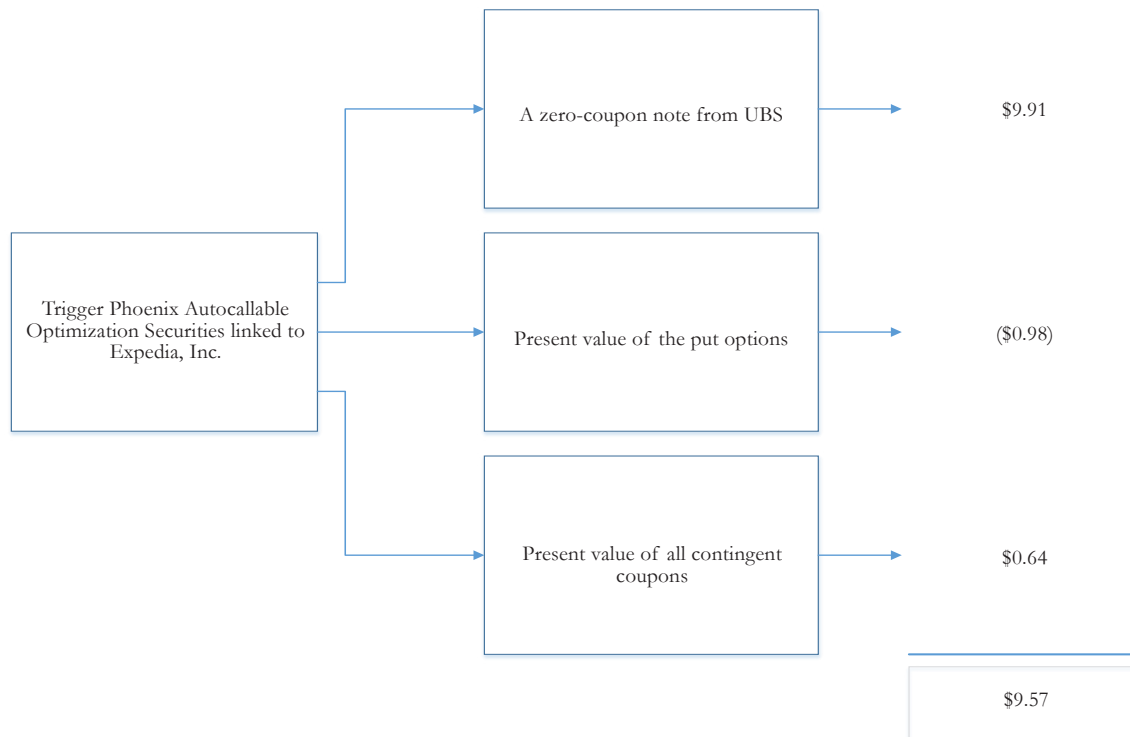 A zero-coupon note from UBS
$9.91
Trigger Phoenix Autocallable
Optimization Securities linked to
Expedia, Inc.
Present value of the put options
($0.98)
Present value of all contingent
coupons
$0.64
$9.57